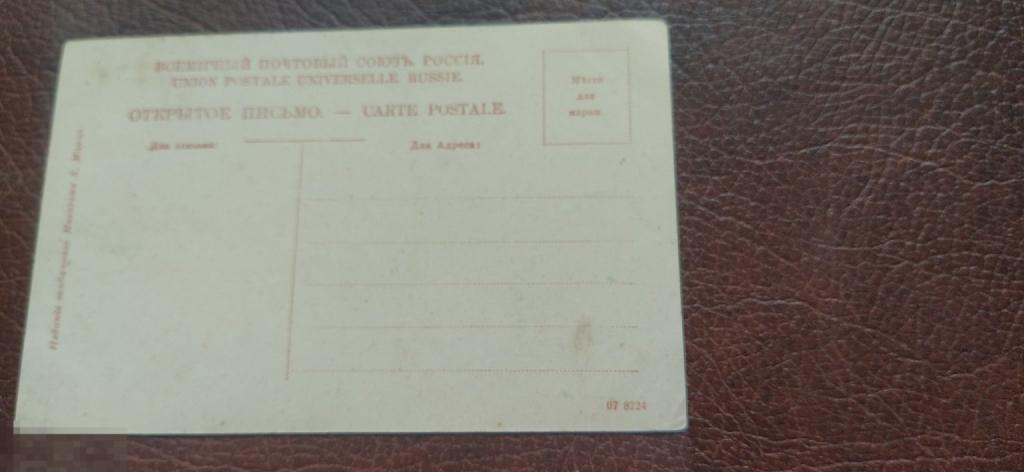 ВСЕМІРНЫЙ ПОЧТОВЫЙ СОЮЗЪ. РОССІЯ.
UNION POSTALE UNIVERSELLE. RUSSIE.
ОТКРЫТОЕ ПИСЬМО. — CARTE POSTALE.
Мѣсто
для
марки.
Для письма:
Для Адреса:
07 8224